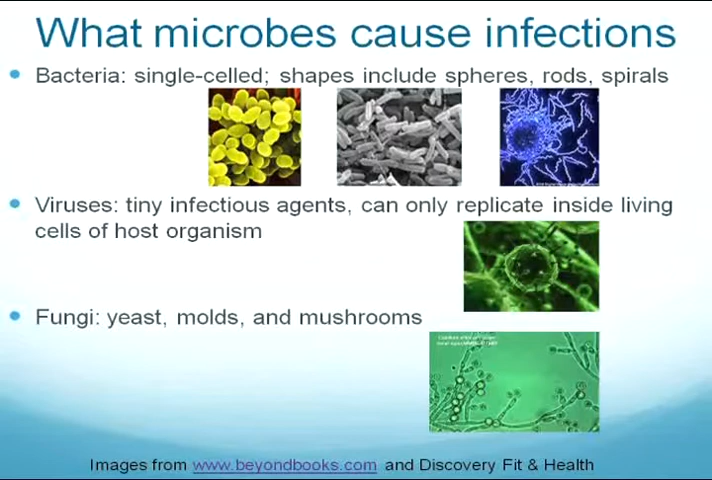 What microbes cause infections
Bacteria: single-celled; shapes include spheres, rods, spirals
Viruses: tiny infectious agents, can only replicate inside living
cells of host organism
Fungi: yeast, molds, and mushrooms
Images from www.beyondbooks.com and Discovery Fit & Health